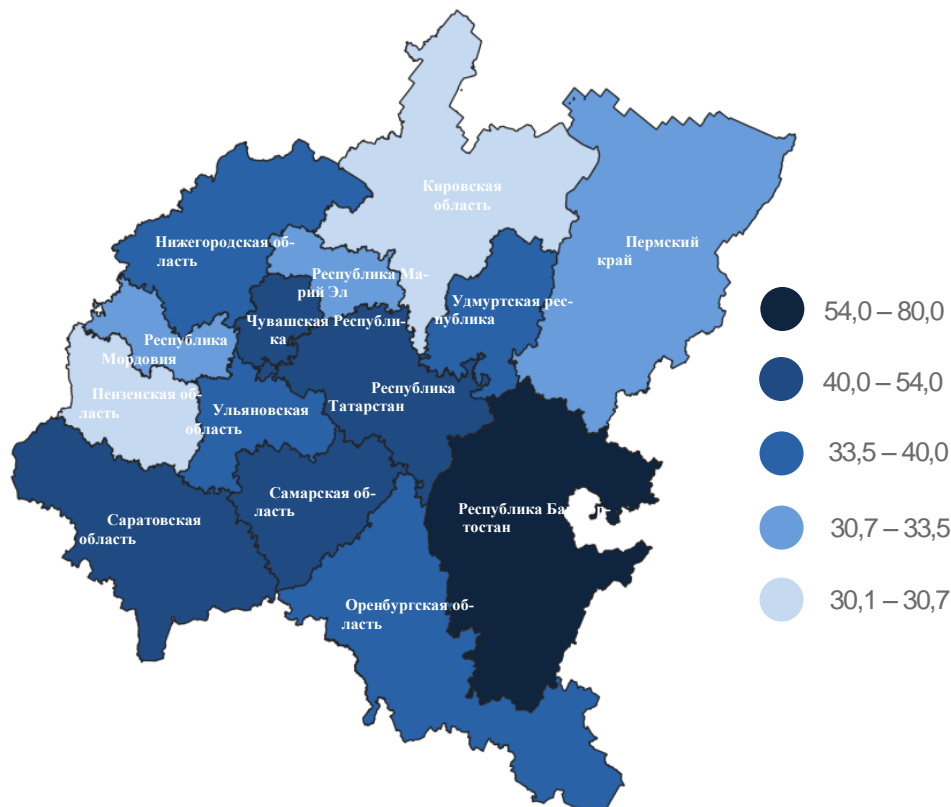 Кировская
область
Нижегородская об-
ласть
Пермский
край
Республика Ма-
рий Эл
Удмуртская рес-
публика
Чувашская Республи-
ка
Республика
Мордовия
Республика
Татарстан
Пензенская об-
ласть
Ульяновская
область
Самарская об-
ласть
Саратовская
область
Республика Башкор-
тостан
Оренбургская об-
ласть
54,0 – 80,0
40,0 – 54,0
33,5 – 40,0
30,7 – 33,5
30,1 – 30,7